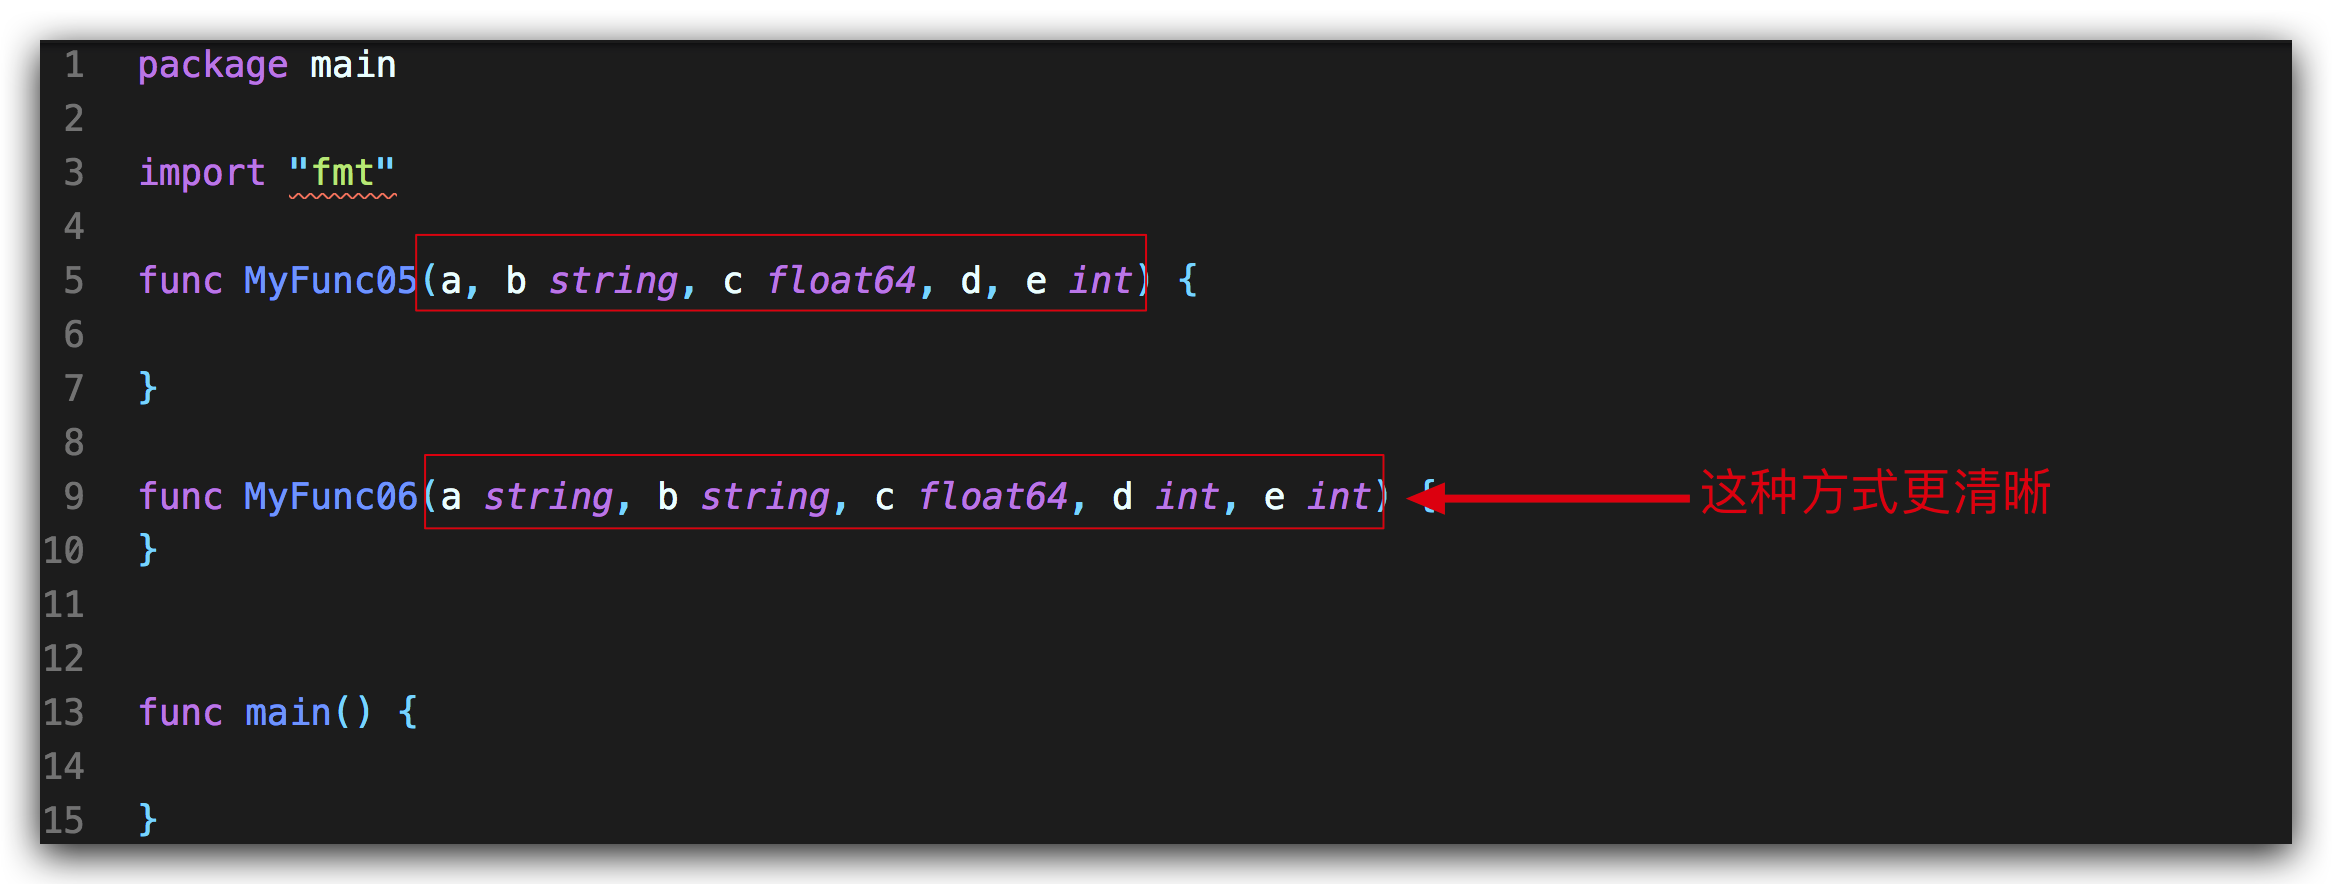 1 package main
2
3 import "fmt"
4
5 func MyFunc05(a, b string, c float64, d, e int) {
6
7 }
8
9 func MyFunc06(a string, b string, c float64, d int, e int) { 这种方式更清晰
10 }
11
12
13 func main() {
14
15 }